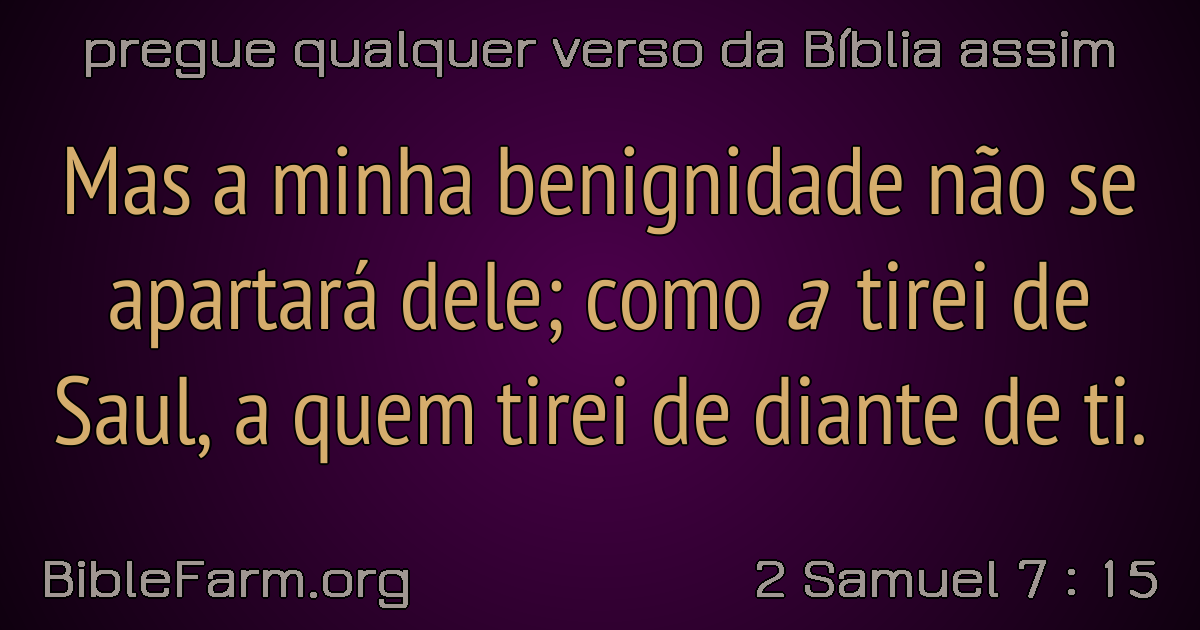 pregue qualquer verso da Bíblia assim
Mas a minha benignidade não se
apartará dele; como a tirei de
Saul, a quem tirei de diante de ti.
BibleFarm.org
2 Samuel 7 : 15